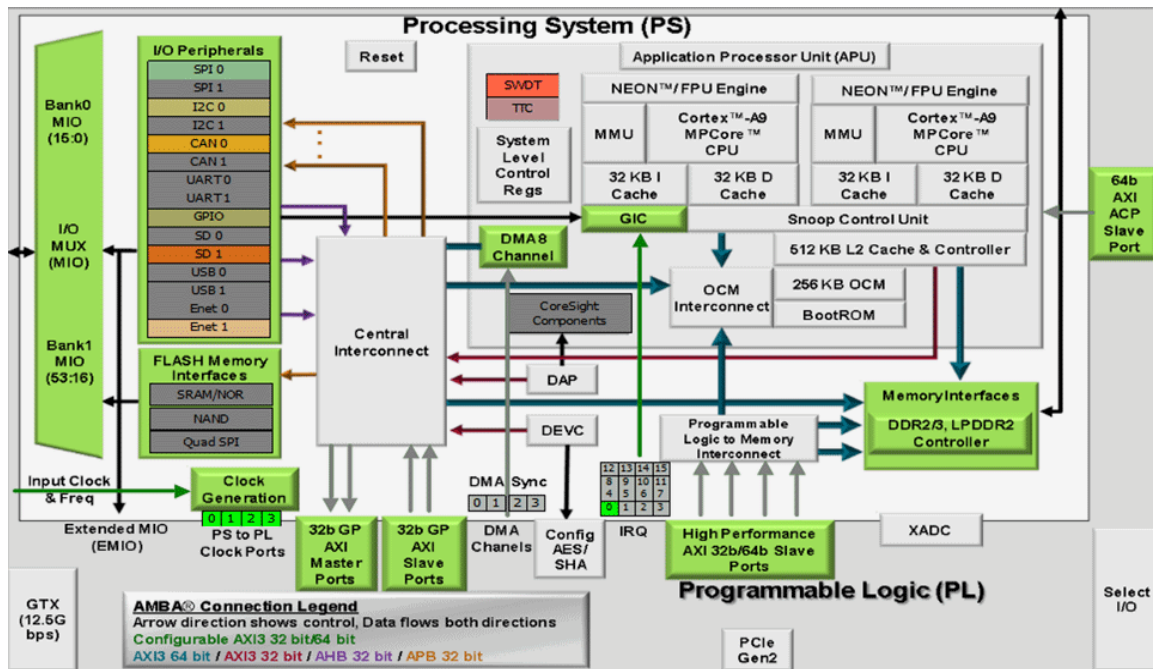 Processing System (PS)
I/O Peripherals
SPI 0
SPI 1
I2C 0
I2C 1
CAN 0
CAN 1
UART 0
UART 1
GPIO
SD 0
SD 1
USB 0
USB 1
Enet 0
Enet 1
Bank0
MIO
(15:0)
I/O
MUX
(MIO)
Bank1
MIO
(53:16)
FLASH Memory
Interfaces
SRAM/NOR
NAND
Quad SPI
Reset
Application Processor Unit (APU)
SWDT
TTC
System
Level
Control
Regs
NEON™/FPU Engine
MMU
Cortex™-A9
MPCore™
CPU
32 KB I
Cache
32 KB D
Cache
NEON™/FPU Engine
MMU
Cortex™-A9
MPCore™
CPU
32 KB I
Cache
32 KB D
Cache
GIC
Snoop Control Unit
DMA8
Channel
512 KB L2 Cache & Controller
OCM
Interconnect
256 KB OCM
BootROM
CoreSight
Components
Central
Interconnect
DAP
DEVC
64b
AXI
ACP
Slave
Port
Memory Interfaces
DDR2/3, LPDDR2
Controller
Programmable
Logic to Memory
Interconnect
Input Clock
& Freq
Clock
Generation
0 1 2 3
PS to PL
Clock Ports
Extended MIO
(EMIO)
32b GP
AXI
Master
Ports
32b GP
AXI
Slave
Ports
DMA Sync
0 1 2 3
DMA
Channels
Config
AES/
SHA
12 13 14 15
8 9 10 11
4 5 6 7
0 1 2 3
IRQ
High Performance
AXI 32b/64b Slave
Ports
XADC
Programmable Logic (PL)
GTX
(12.5G
bps)
AMBA® Connection Legend
Arrow direction shows control, Data flows both directions
Configurable AXI3 32 bit/64 bit
AXI3 64 bit / AXI3 32 bit / AHB 32 bit / APB 32 bit
PCIe
Gen2
Select
I/O